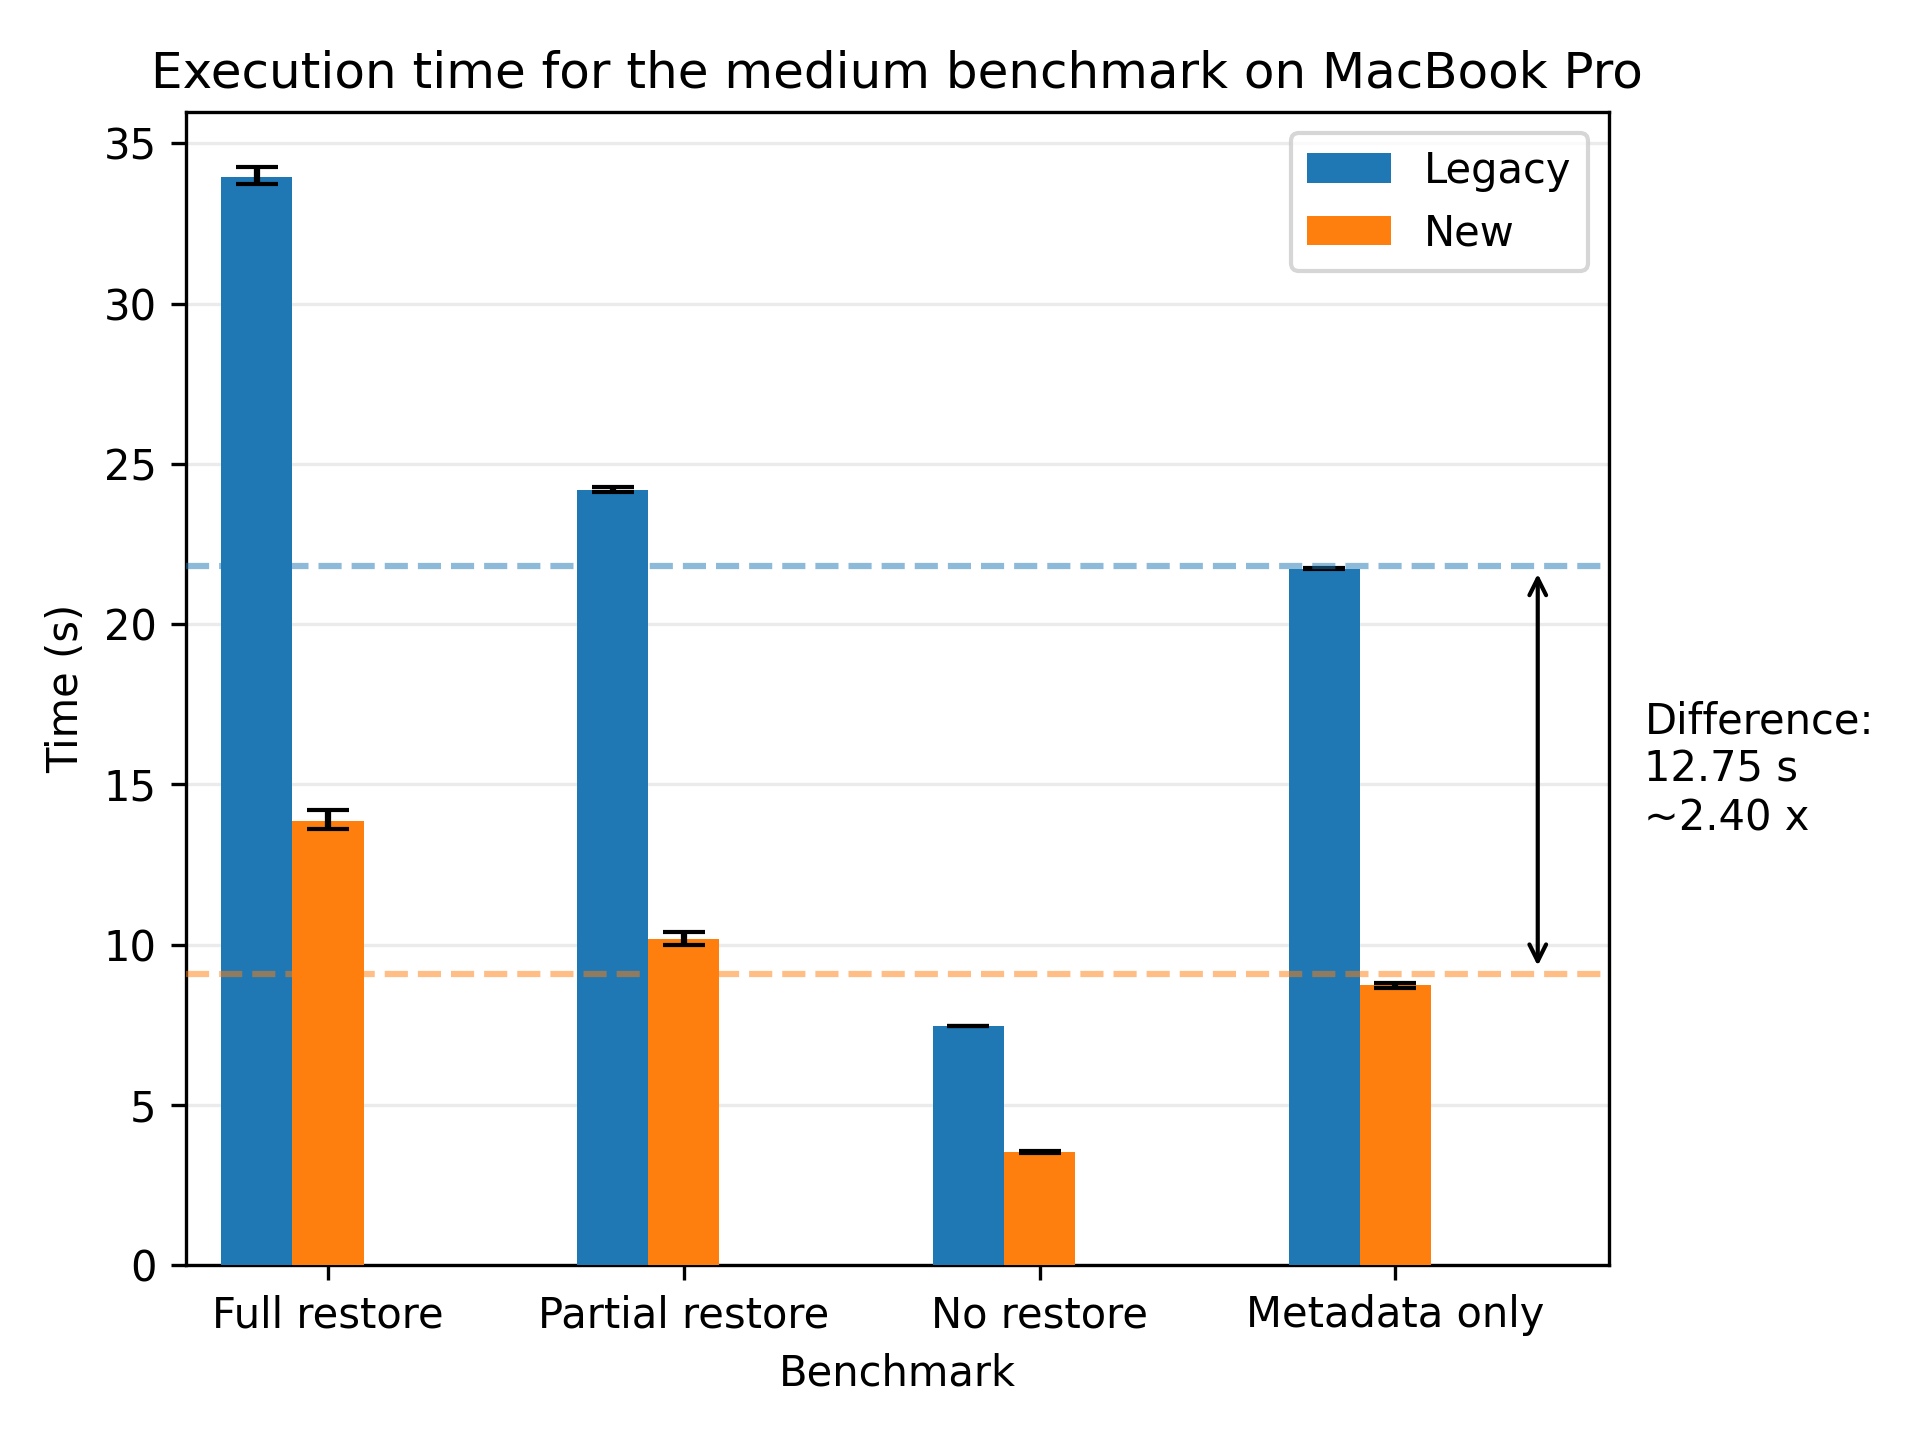 Execution time for the medium benchmark on MacBook Pro
35
30
25
20
15
10
5
0
Time (s)
Legacy
New
Difference:
12.75 s
~2.40 x
Full restore
Partial restore
No restore
Metadata only
Benchmark